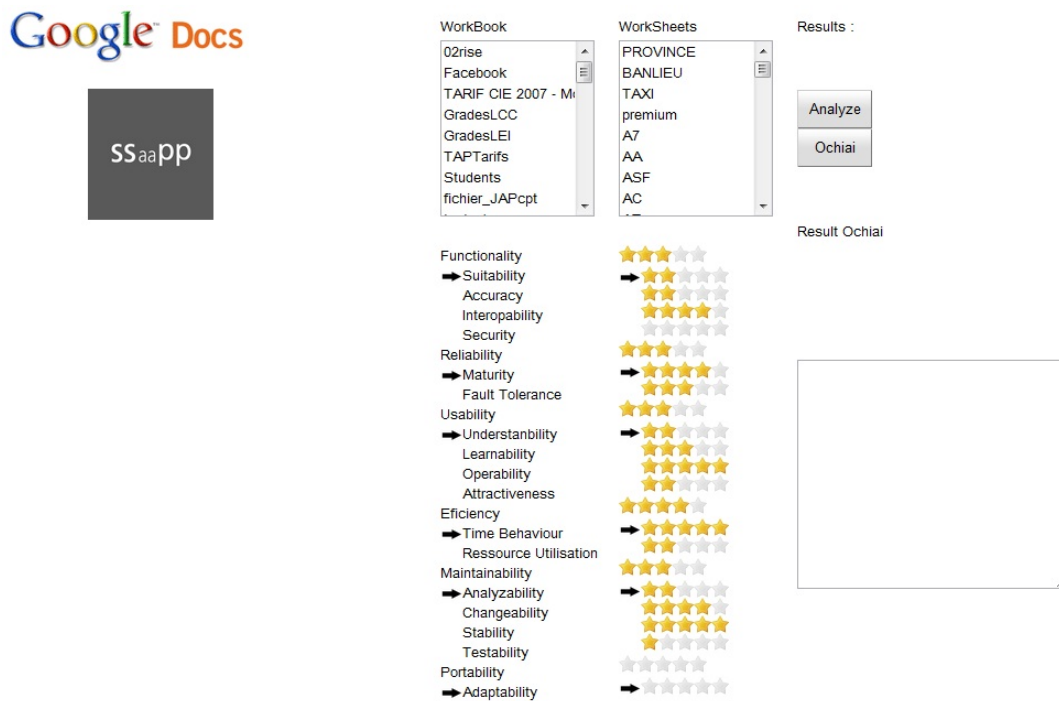 Google™ Docs
ssaapp
WorkBook
02rise
Facebook
TARIF CIE 2007 - Mo
GradesLCC
GradesLEI
TAPTarifs
Students
fichier_JAPcpt
WorkSheets
PROVINCE
BANLIEU
TAXI
premium
A7
AA
ASF
AC
Results :
Analyze
Ochiai
Result Ochiai
Functionality
Suitability
Accuracy
Interopability
Security
Reliability
Maturity
Fault Tolerance
Usability
Understanbility
Learnability
Operability
Attractiveness
Eficiency
Time Behaviour
Ressource Utilisation
Maintainability
Analyzability
Changeability
Stability
Testability
Portability
Adaptability